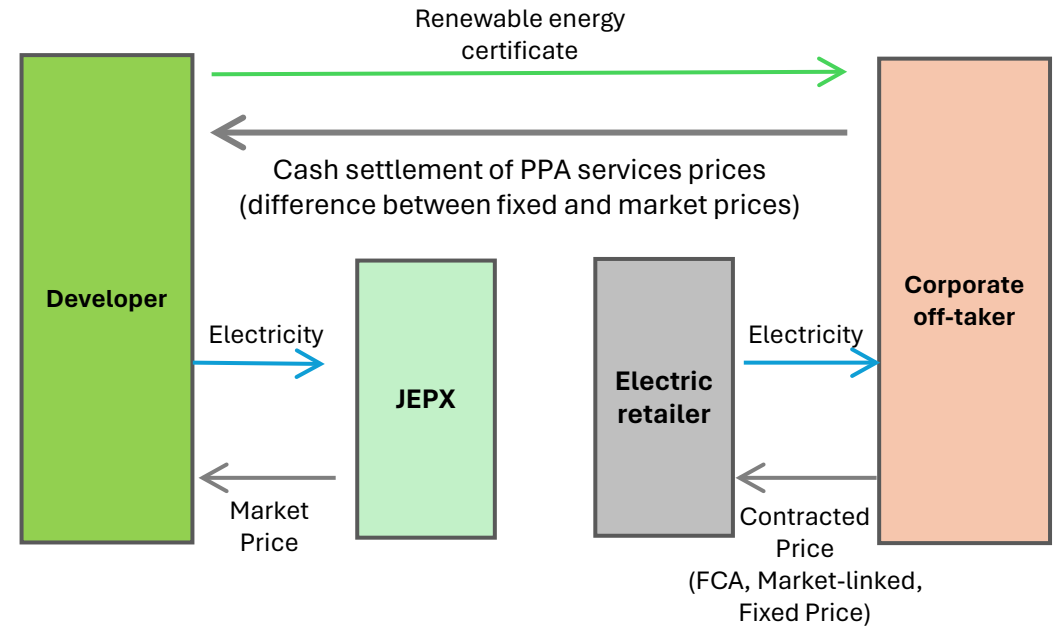 Renewable energy
certificate
Cash settlement of PPA services prices
(difference between fixed and market prices)
Developer
Electricity
JEPX
Market
Price
Electric
retailer
Electricity
Corporate
off-taker
Contracted
Price
(FCA, Market-linked,
Fixed Price)